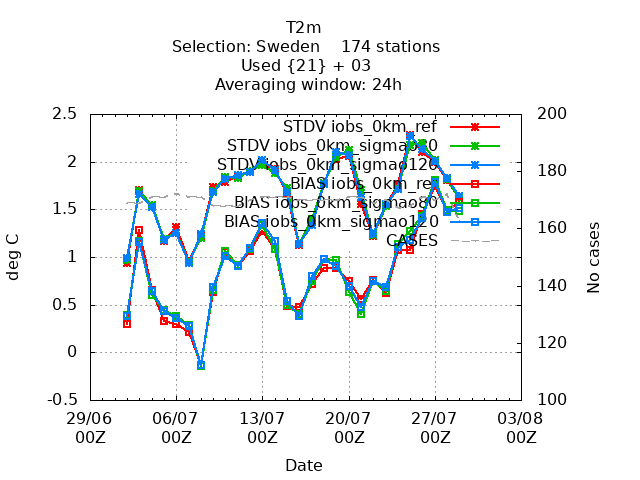 T2m
Selection: Sweden    174 stations
Used {21} + 03
Averaging window: 24h
2.5
2
1.5
1
0.5
0
-0.5
deg C
200
180
160
140
120
100
No cases
STDV iobs_0km_ref
STDV iobs_0km_sigmao80
STDV iobs_0km_sigmao120
BIAS iobs_0km_ref
BIAS iobs_0km_sigmao80
BIAS iobs_0km_sigmao120
CASES
29/06 06/07 13/07 20/07 27/07 03/08
00Z 00Z 00Z 00Z 00Z 00Z
Date